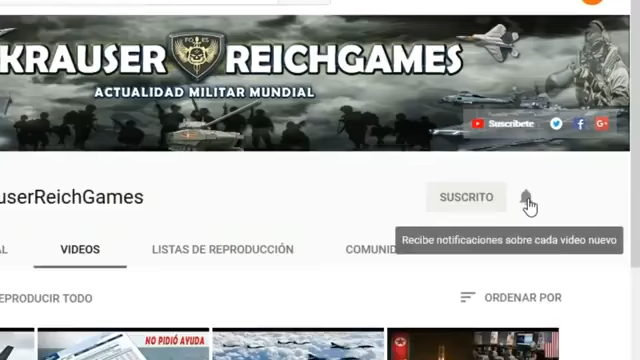 KRAUSER REICHGAMES
ACTUALIDAD MILITAR MUNDIAL
Suscríbete
userReichGames
SUSCRITO
Recibe notificaciones sobre cada video nuevo
VIDEOS
LISTAS DE REPRODUCCIÓN
COMUNID
EPRODUCIR TODO
ORDENAR POR
NO PIDIÓ AYUDA